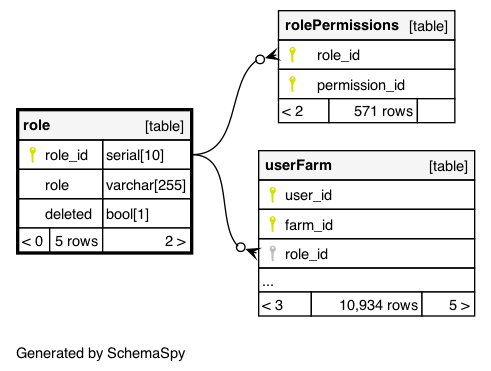 rolePermissions [table]
role_id
permission_id
< 2 571 rows
role [table]
role_id serial[10]
role varchar[255]
deleted bool[1]
< 0 5 rows 2 >
userFarm [table]
user_id
farm_id
role_id
...
< 3 10,934 rows 5 >
Generated by SchemaSpy